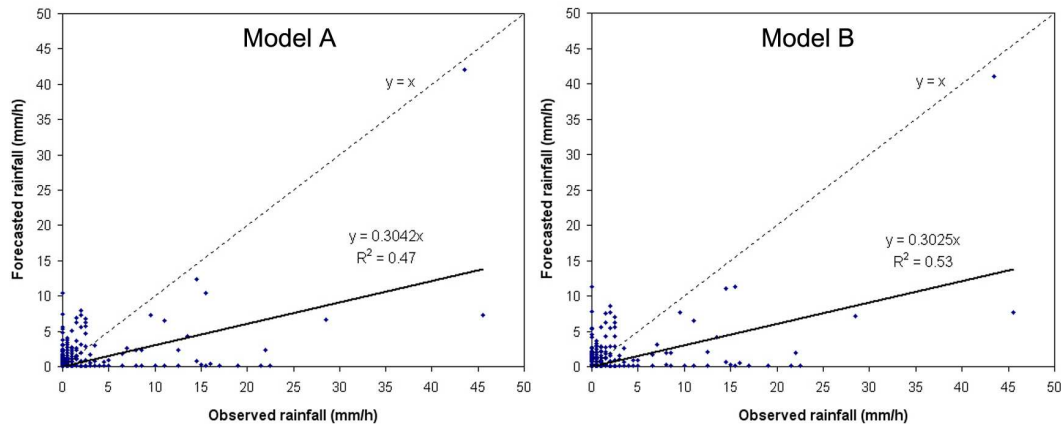 Model A
Forecasted rainfall (mm/h)
50
45
40
35
30
25
20
15
10
5
0
y = x
y = 0.3042x
R² = 0.47
0 5 10 15 20 25 30 35 40 45 50
Observed rainfall (mm/h)
Model B
Forecasted rainfall (mm/h)
50
45
40
35
30
25
20
15
10
5
0
y = x
y = 0.3025x
R² = 0.53
0 5 10 15 20 25 30 35 40 45 50
Observed rainfall (mm/h)